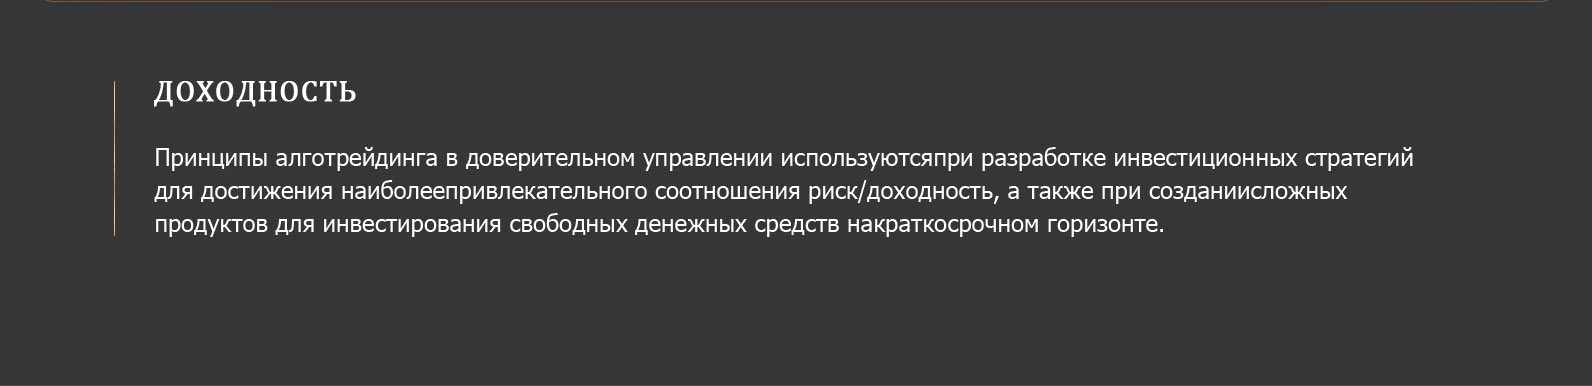 ДОХОДНОСТЬ
Принципы алготрейдинга в доверительном управлении используютсяпри разработке инвестиционных стратегий
для достижения наиболеепривлекательного соотношения риск/доходность, а также при созданиисложных
продуктов для инвестирования свободных денежных средств накраткосрочном горизонте.